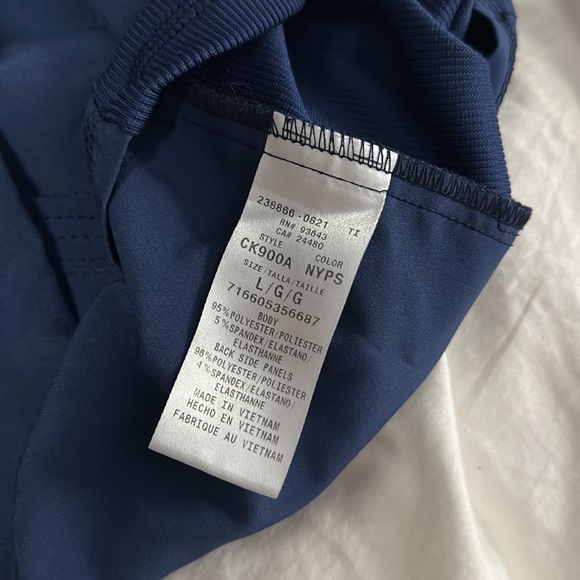 238866-0821 TI
RN# 93643
CA# 24480
STYLE COLOR
CK900A NYPS
SIZE/TALLA/TAILLE
L/G/G
716605356687
BODY
95%POLYESTER/POLIESTER
5%SPANDEX/ELASTANO/
ELASTHANNE
BACK SIDE PANELS
96%POLYESTER/POLIESTER
4%SPANDEX/ELASTANO/
ELASTHANNE
MADE IN VIETNAM
HECHO EN VIETNAM
FABRIQUE AU VIETNAM